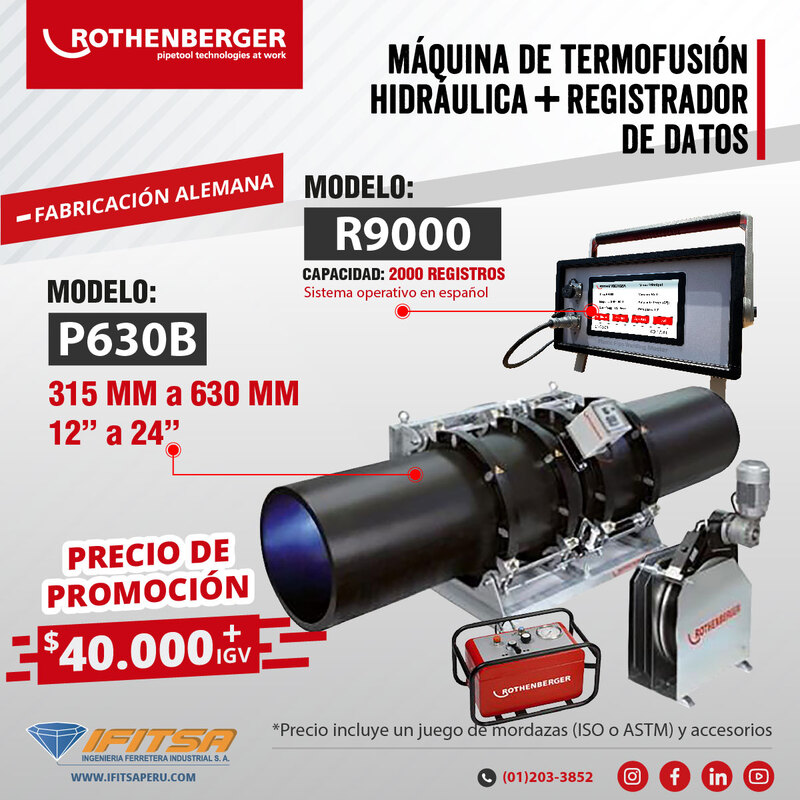 ROTHENBERGER
pipetool technologies at work
MÁQUINA DE TERMOFUSIÓN
HIDRÁULICA + REGISTRADOR
DE DATOS
FABRICACIÓN ALEMANA
MODELO:
R9000
CAPACIDAD: 2000 REGISTROS
Sistema operativo en español
MODELO:
P630B
315 MM a 630 MM
12” a 24”
PRECIO DE
PROMOCIÓN
$40.000 + IGV
ROTHENBERGER
ROTHENBERGER
*Precio incluye un juego de mordazas (ISO o ASTM) y accesorios
IFITSA
INGENIERIA FERRETERA INDUSTRIAL S. A.
WWW.IFITSAPERU.COM
(01)203-3852